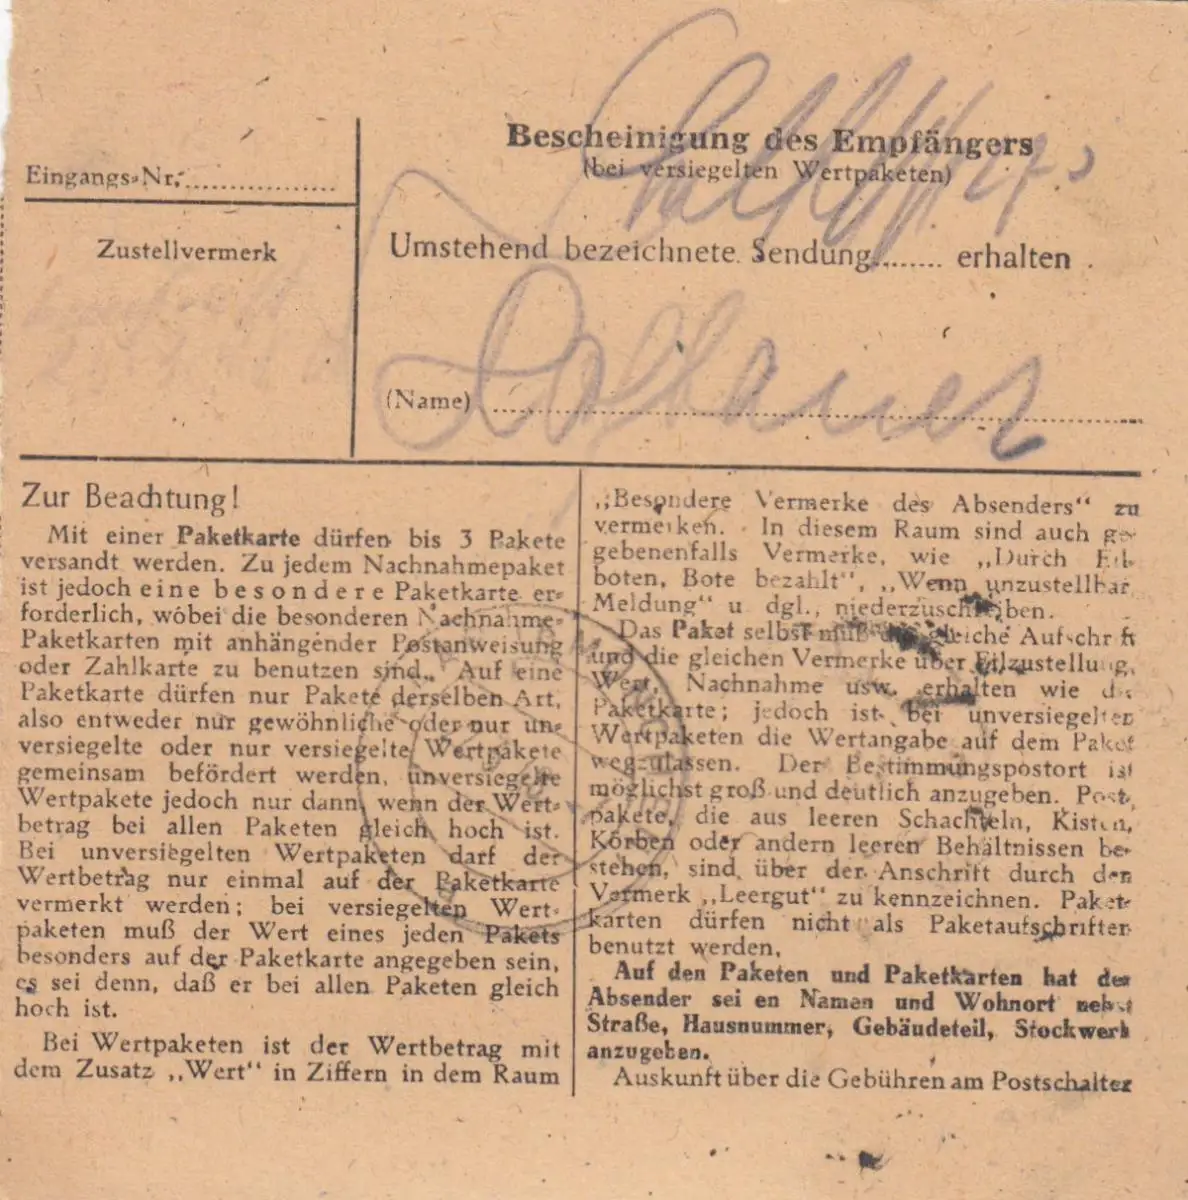 Bescheinigung des Empfängers
(bei versiegelten Wertpaketen)
Eingangs-Nr.
Zustellvermerk
Umstehend bezeichnete Sendung........ erhalten .
(Name)
Zur Beachtung!
Mit einer Paketkarte dürfen bis 3 Pakete
versandt werden. Zu jedem Nachnahmepaket
ist jedoch eine besondere Paketkarte er-
forderlich, wobei die besonderen Nachnahme-
Paketkarten mit anhängender Postanweisung
oder Zahlkarte zu benutzen sind. Auf eine
Paketkarte dürfen nur Pakete derselben Art,
also entweder nur gewöhnliche oder nur un-
versiegelte oder nur versiegelte Wertpakete
gemeinsam befördert werden, unversiegelte
Wertpakete jedoch nur dann, wenn der Wert-
betrag bei allen Paketen gleich hoch ist.
Bei unversiegelten Wertpaketen darf der
Wertbetrag nur einmal auf der Paketkarte
vermerkt werden; bei versiegelten Wert-
paketen muß der Wert eines jeden Pakets
besonders auf der Paketkarte angegeben sein,
es sei denn, daß er bei allen Paketen gleich
hoch ist.
Bei Wertpaketen ist der Wertbetrag mit
dem Zusatz „Wert" in Ziffern in dem Raum
„Besondere Vermerke des Absenders" zu
vermerken. In diesem Raum sind auch ge-
gebenenfalls Vermerke, wie „Durch Eil-
boten, Bote bezahlt", „Wenn unzustellbar
Meldung" u dgl., niederzuschreiben.
Das Paket selbst muß die gleiche Aufschrift
und die gleichen Vermerke über Eilzustellung,
Wert, Nachnahme usw. erhalten wie die
Paketkarte; jedoch ist bei unversiegelten
Wertpaketen die Wertangabe auf dem Paket
wegzulassen. Der Bestimmungspostort ist
möglichst groß und deutlich anzugeben. Post-
pakete, die aus leeren Schachteln, Kisten,
Körben oder andern leeren Behältnissen be-
stehen, sind über der Anschrift durch den
Vermerk „Leergut" zu kennzeichnen. Paket-
karten dürfen nicht als Paketaufschriften
benutzt werden.
Auf den Paketen und Paketkarten hat der
Absender sei en Namen und Wohnort nebst
Straße, Hausnummer, Gebäudeteil, Stockwerk
anzugeben.
Auskunft über die Gebühren am Postschalter